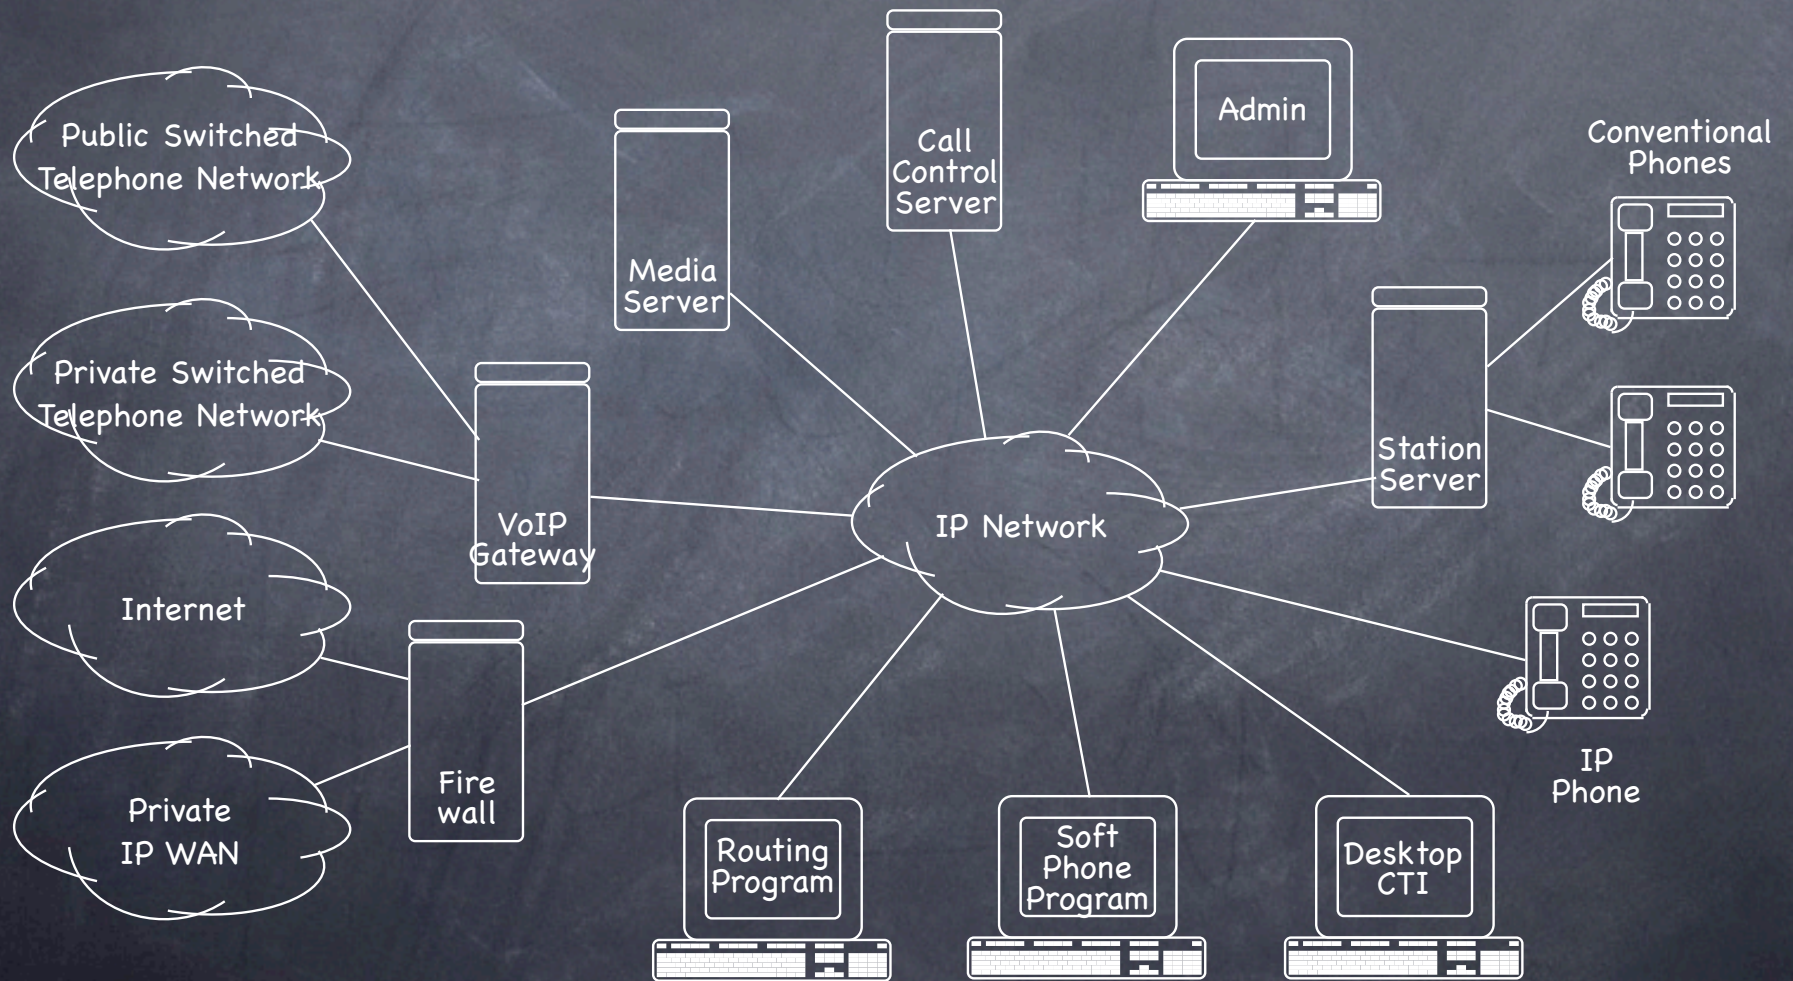 Public Switched
Telephone Network
Private Switched
Telephone Network
Internet
Private
IP WAN
VoIP
Gateway
Fire
wall
Media
Server
Call
Control
Server
Admin
Conventional
Phones
Station
Server
IP Network
IP
Phone
Routing
Program
Soft
Phone
Program
Desktop
CTI